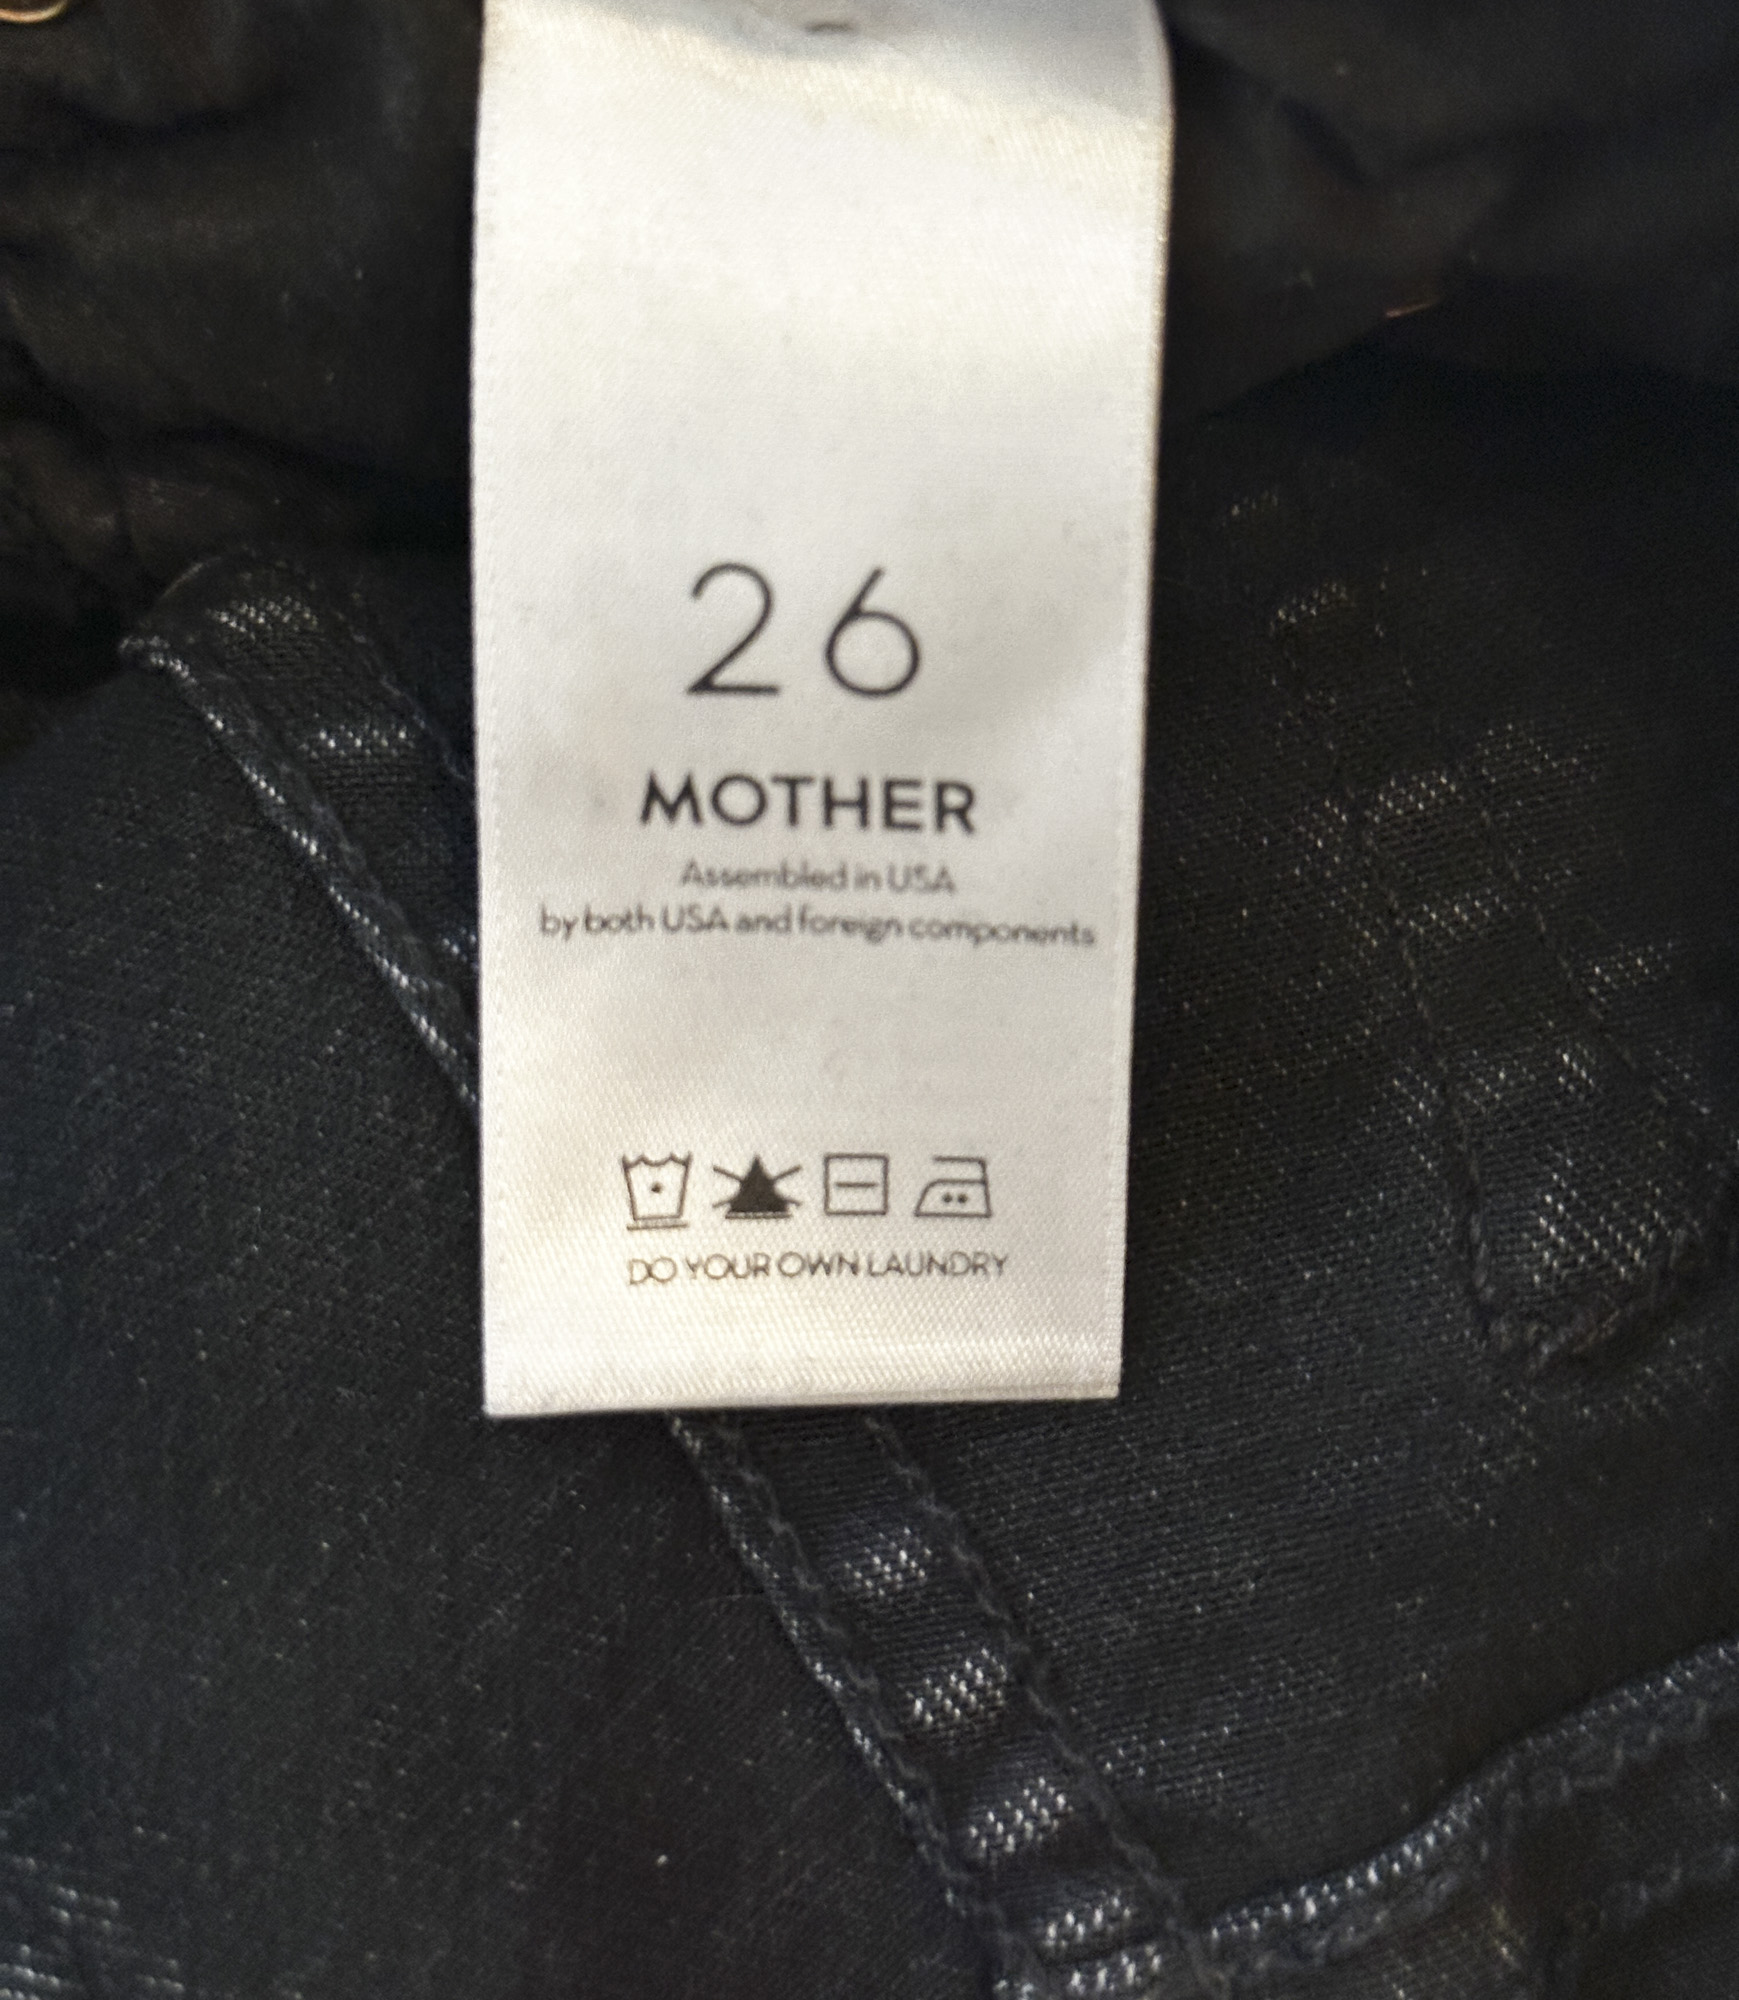 26
MOTHER
Assembled in USA
by both USA and foreign components
DO YOUR OWN LAUNDRY